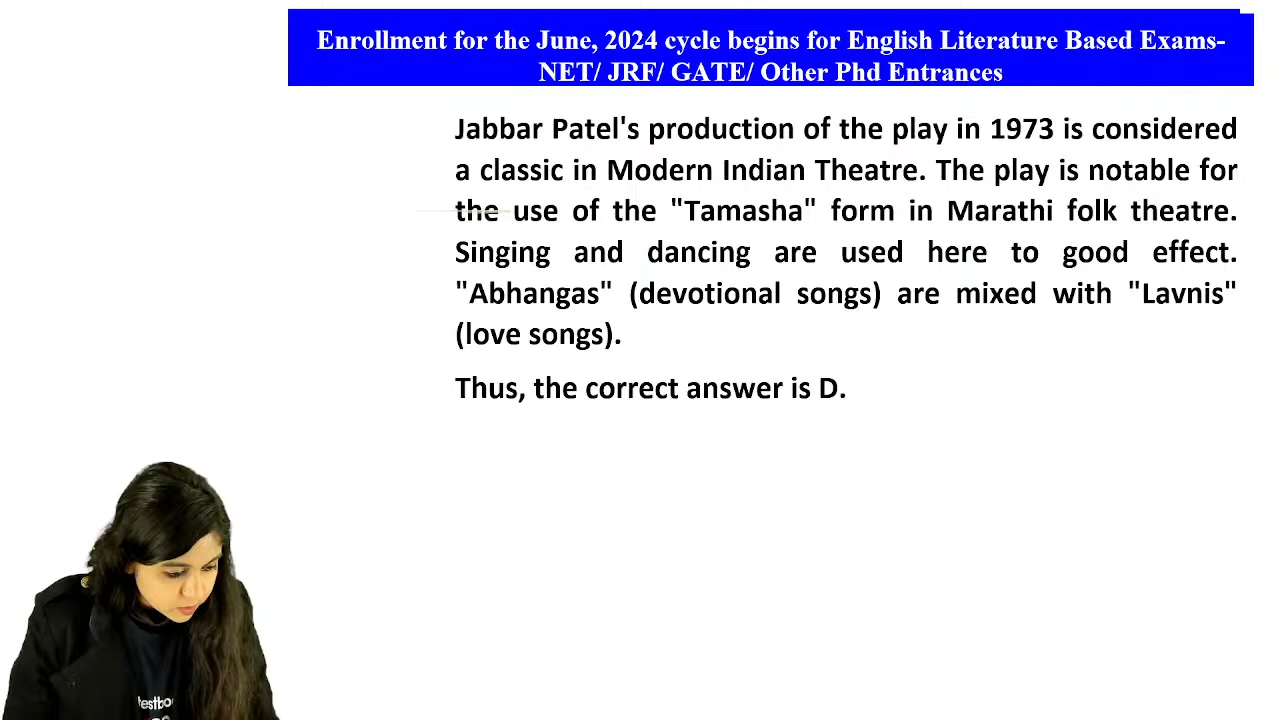 Enrollment for the June, 2024 cycle begins for English Literature Based Exams-
NET/ JRF/ GATE/ Other Phd Entrances
Jabbar Patel's production of the play in 1973 is considered
a classic in Modern Indian Theatre. The play is notable for
the use of the "Tamasha" form in Marathi folk theatre.
Singing and dancing are used here to good effect.
"Abhangas" (devotional songs) are mixed with "Lavnis"
(love songs).
Thus, the correct answer is D.